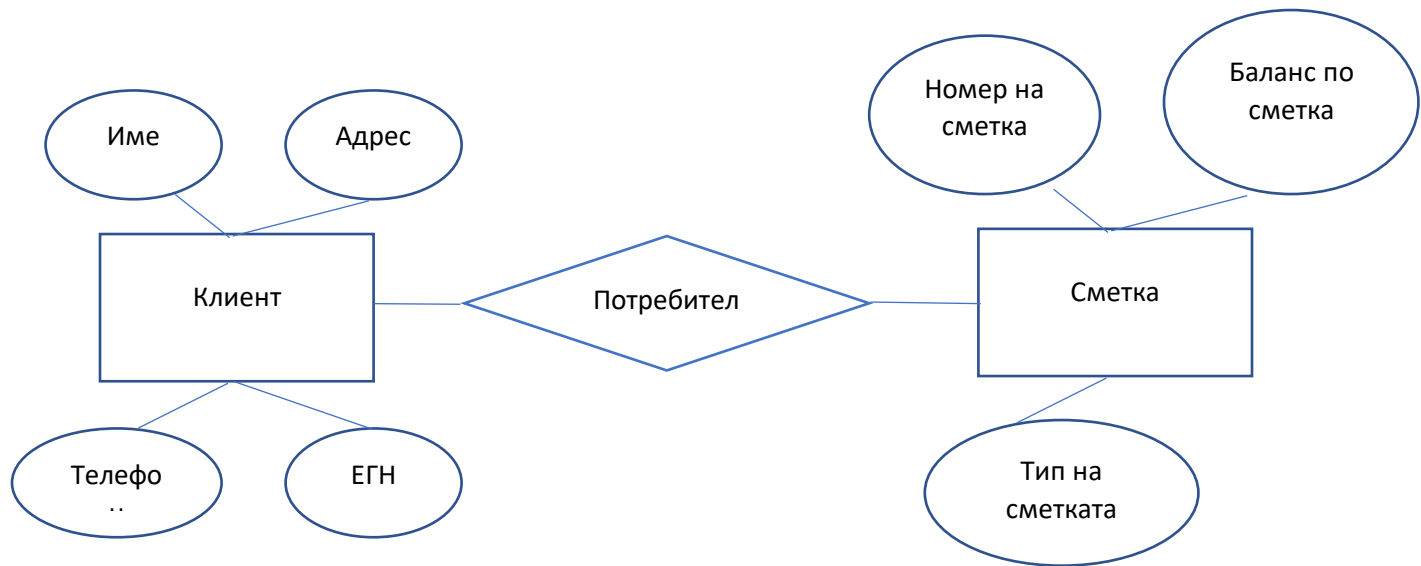 Име
Адрес
Номер на
сметка
Баланс по
сметка
Клиент
Потребител
Сметка
Телефо
ЕГН
Тип на
сметката